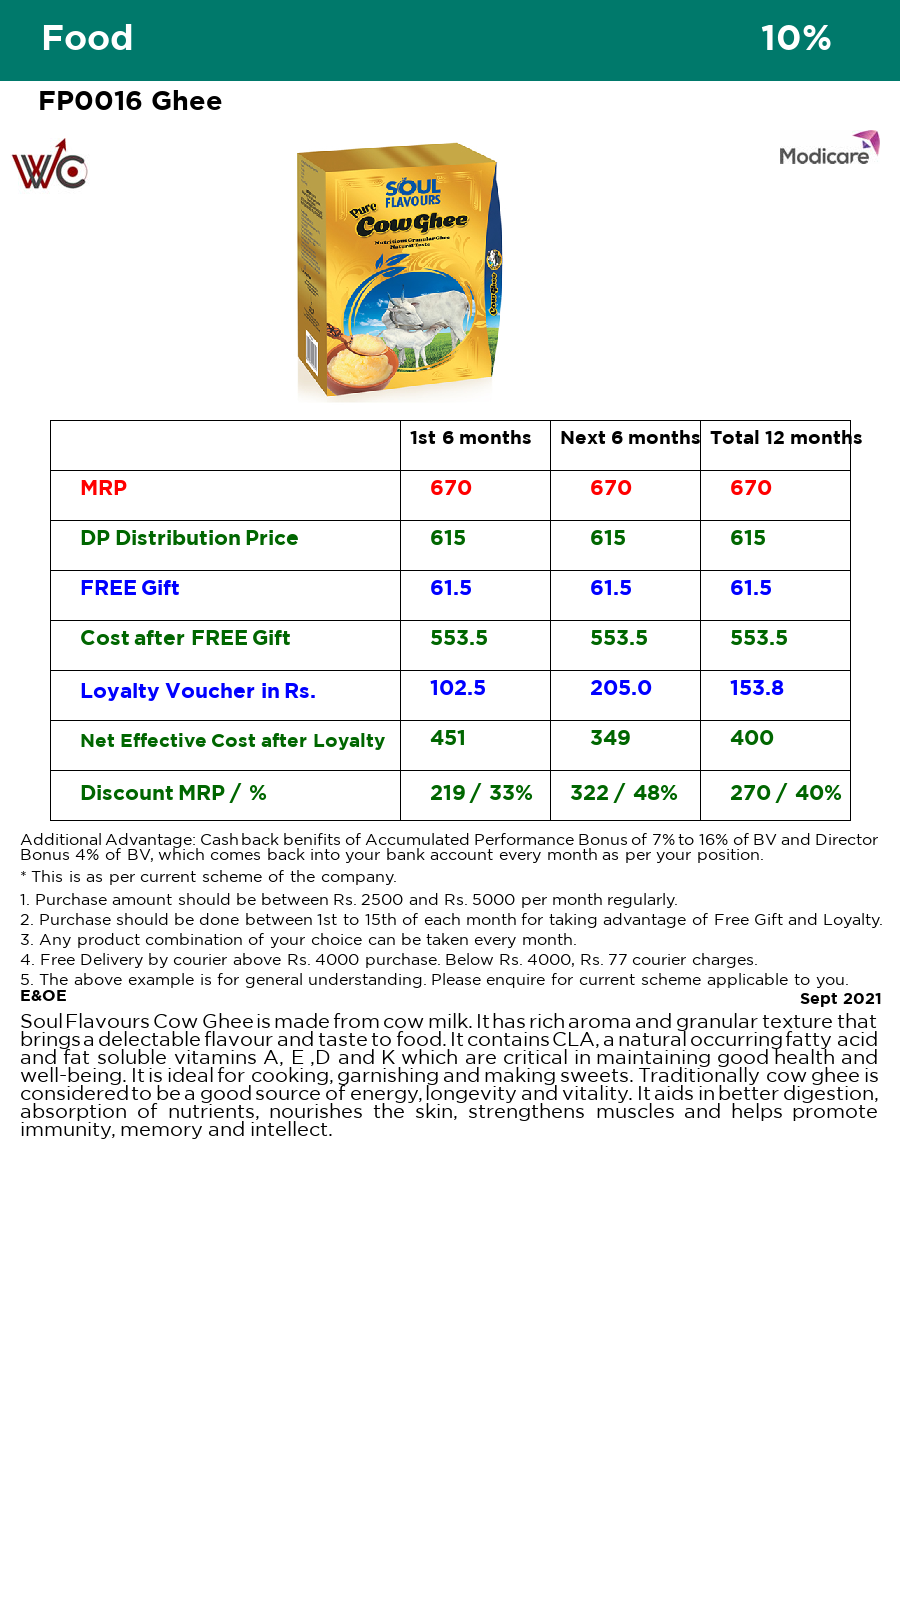 Food 10%
FP0016 Ghee
WC
Modicare
SOUL
FLAVOURS
Pure
Cow Ghee
Nutritious Granular Ghee
Natural Taste
Cow Ghee
1st 6 months Next 6 months Total 12 months
MRP 670 670 670
DP Distribution Price 615 615 615
FREE Gift 61.5 61.5 61.5
Cost after FREE Gift 553.5 553.5 553.5
Loyalty Voucher in Rs. 102.5 205.0 153.8
Net Effective Cost after Loyalty 451 349 400
Discount MRP / % 219 / 33% 322 / 48% 270 / 40%
Additional Advantage: Cash back benifits of Accumulated Performance Bonus of 7% to 16% of BV and Director
Bonus 4% of BV, which comes back into your bank account every month as per your position.
* This is as per current scheme of the company.
1. Purchase amount should be between Rs. 2500 and Rs. 5000 per month regularly.
2. Purchase should be done between 1st to 15th of each month for taking advantage of Free Gift and Loyalty.
3. Any product combination of your choice can be taken every month.
4. Free Delivery by courier above Rs. 4000 purchase. Below Rs. 4000, Rs. 77 courier charges.
5. The above example is for general understanding. Please enquire for current scheme applicable to you.
E&OE Sept 2021
Soul Flavours Cow Ghee is made from cow milk. It has rich aroma and granular texture that
brings a delectable flavour and taste to food. It contains CLA, a natural occurring fatty acid
and fat soluble vitamins A, E ,D and K which are critical in maintaining good health and
well-being. It is ideal for cooking, garnishing and making sweets. Traditionally cow ghee is
considered to be a good source of energy, longevity and vitality. It aids in better digestion,
absorption of nutrients, nourishes the skin, strengthens muscles and helps promote
immunity, memory and intellect.